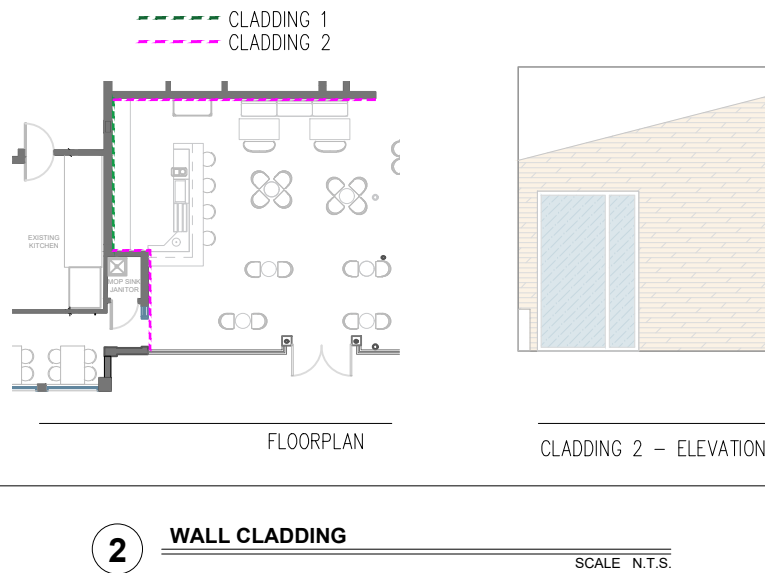 CLADDING 1
CLADDING 2
EXISTING
KITCHEN
MOP SINK
JANITOR
FLOORPLAN
CLADDING 2 – ELEVATION
2
WALL CLADDING
SCALE N.T.S.